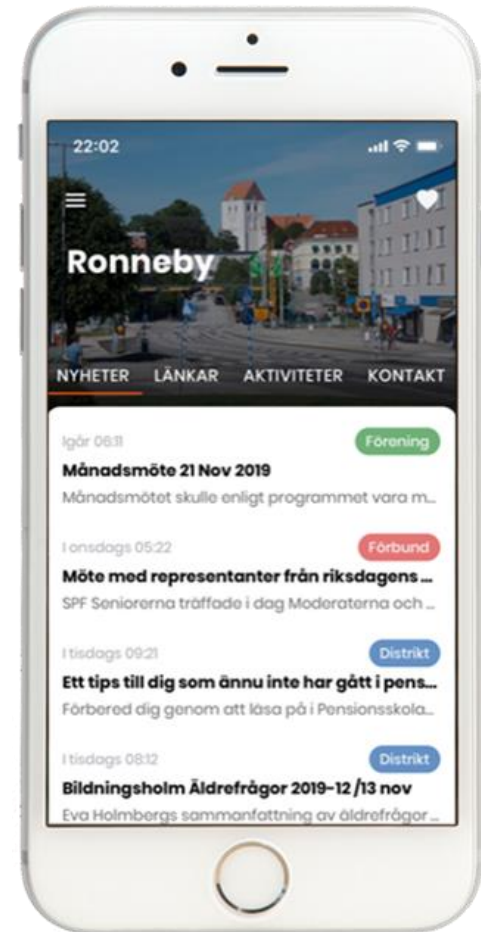 22:02
Ronneby
NYHETER LÄNKAR AKTIVITETER KONTAKT
Igår 06:11 Förening
Månadsmöte 21 Nov 2019
Månadsmötet skulle enligt programmet vara m...
I onsdags 05:22 Förbund
Möte med representanter från riksdagens ...
SPF Seniorerna träffade i dag Moderaterna och ...
I tisdags 09:21 Distrikt
Ett tips till dig som ännu inte har gått i pens...
Förbered dig genom att läsa på i Pensionsskola...
I tisdags 08:12 Distrikt
Bildningsholm Äldrefrågor 2019-12 /13 nov
Eva Holmbergs sammanfattning av äldrefrågor ...